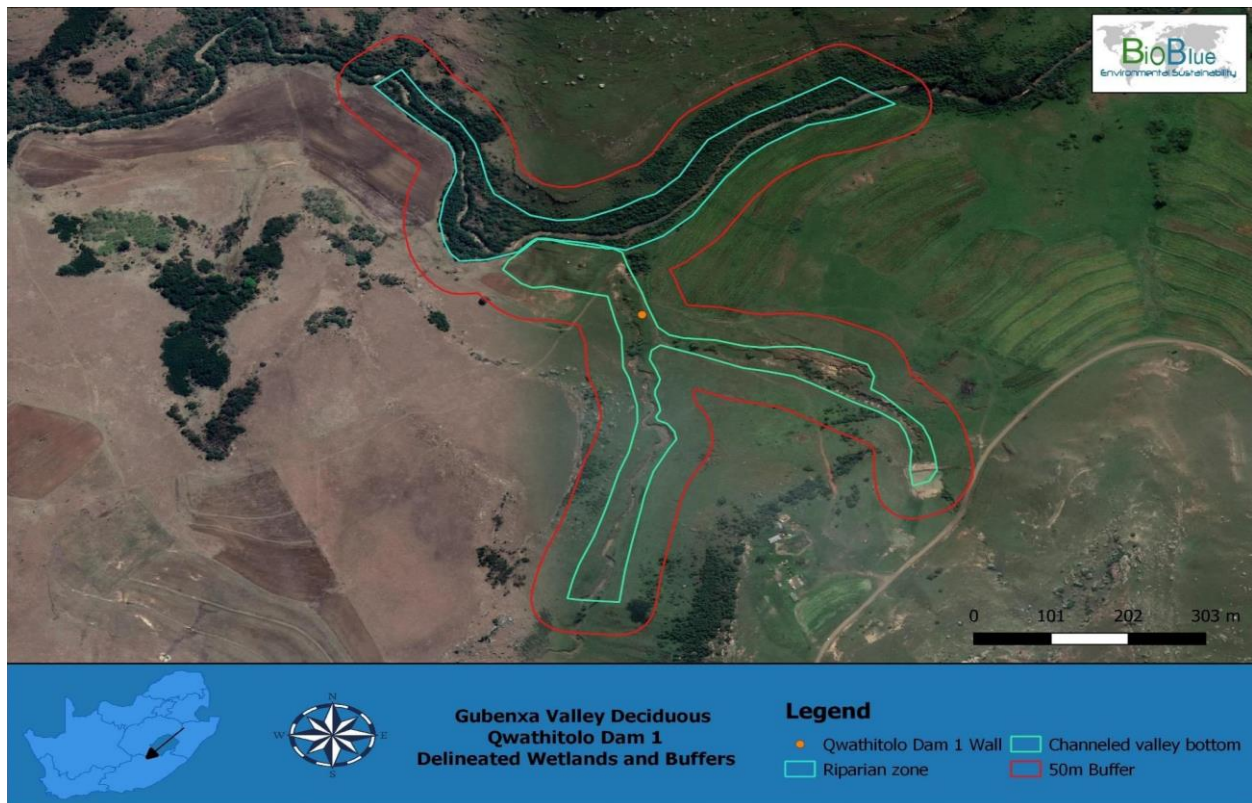 BioBlue
Environmental Sustainability
0 101 202 303 m
N
W E
S
Gubenxa Valley Deciduous
Qwathitolo Dam 1
Delineated Wetlands and Buffers
Legend
Qwathitolo Dam 1 Wall
Channeled valley bottom
Riparian zone
50m Buffer